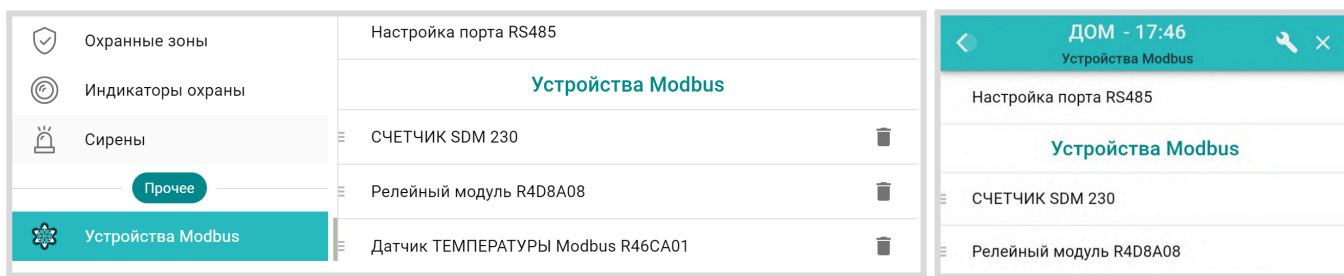 Охранные зоны
Индикаторы охраны
Сирены
Прочее
Устройства Modbus
Настройка порта RS485
Устройства Modbus
СЧЕТЧИК SDM 230
Релейный модуль R4D8A08
Датчик ТЕМПЕРАТУРЫ Modbus R46CA01
ДОМ - 17:46
Устройства Modbus
Настройка порта RS485
Устройства Modbus
СЧЕТЧИК SDM 230
Релейный модуль R4D8A08